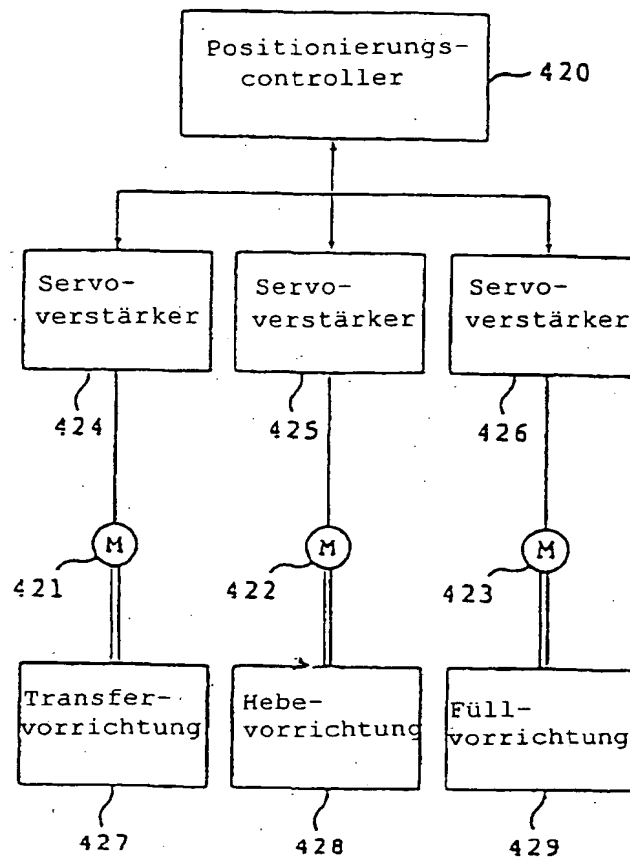 Positionierungs-
controller
420
Servo-
verstärker
Servo-
verstärker
Servo-
verstärker
424
425
426
M
M
M
421
422
423
Transfer-
vorrichtung
Hebe-
vorrichtung
Füll-
vorrichtung
427
428
429